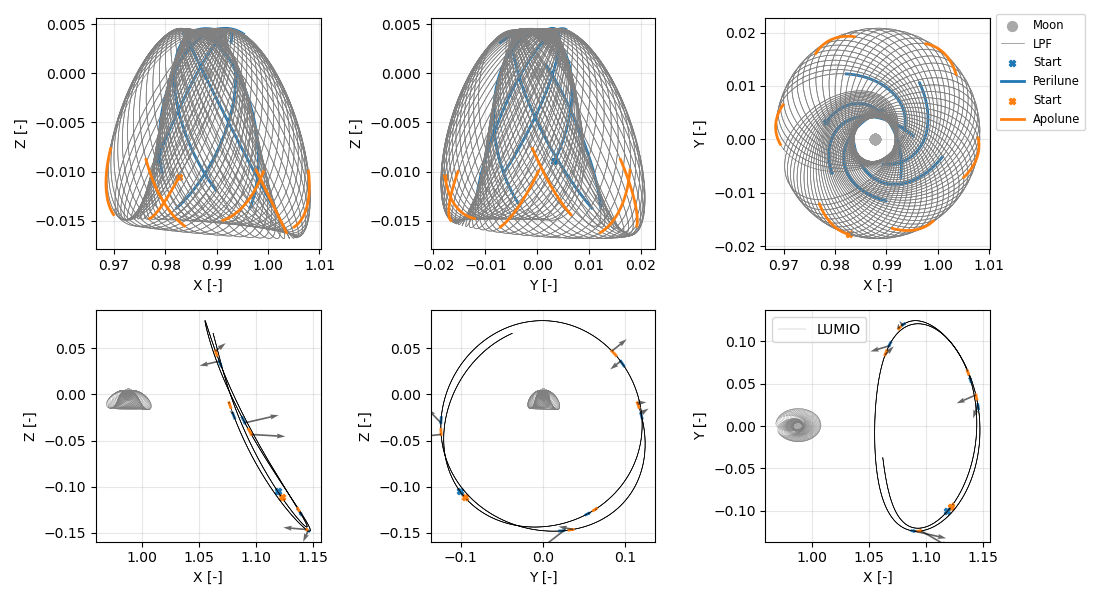 0.005
0.000
−0.005
−0.010
−0.015
Z [-]
0.97 0.98 0.99 1.00 1.01
X [-]
0.005
0.000
−0.005
−0.010
−0.015
Z [-]
−0.02 −0.01 0.00 0.01 0.02
Y [-]
0.02
0.01
0.00
−0.01
−0.02
Y [-]
0.97 0.98 0.99 1.00 1.01
X [-]
Moon
LPF
Start
Perilune
Start
Apolune
0.05
0.00
−0.05
−0.10
−0.15
Z [-]
1.00 1.05 1.10 1.15
X [-]
0.05
0.00
−0.05
−0.10
−0.15
Z [-]
−0.1 0.0 0.1
Y [-]
LUMIO
0.10
0.05
0.00
−0.05
−0.10
Y [-]
1.00 1.05 1.10 1.15
X [-]